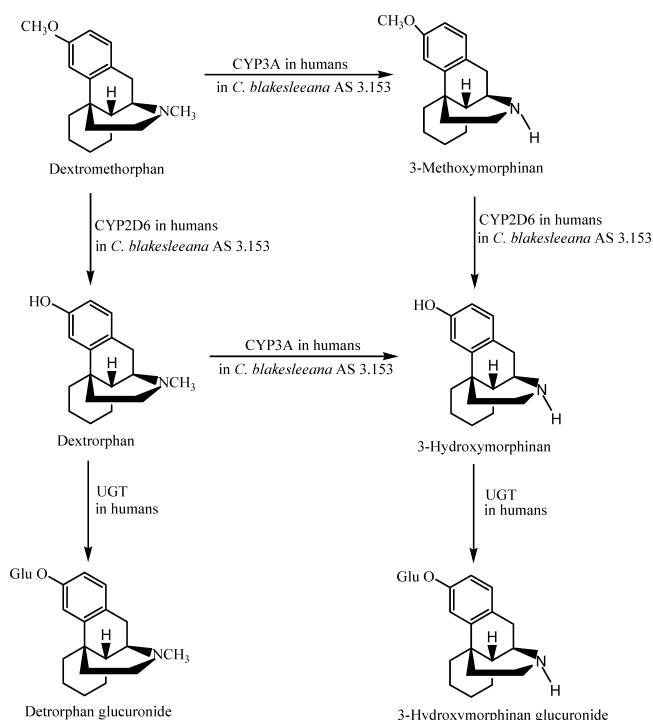 CH₃O
CYP3A in humans
in C. blakesleeana AS 3.153
CH₃O
H
NCH₃
H
N
H
Dextromethorphan
3-Methoxymorphinan
CYP2D6 in humans
in C. blakesleeana AS 3.153
CYP2D6 in humans
in C. blakesleeana AS 3.153
HO
CYP3A in humans
in C. blakesleeana AS 3.153
HO
H
NCH₃
H
N
H
Dextrorphan
3-Hydroxymorphinan
UGT
in humans
UGT
in humans
Glu O
Glu O
H
NCH₃
H
N
H
Detrorphan glucuronide
3-Hydroxymorphinan glucuronide